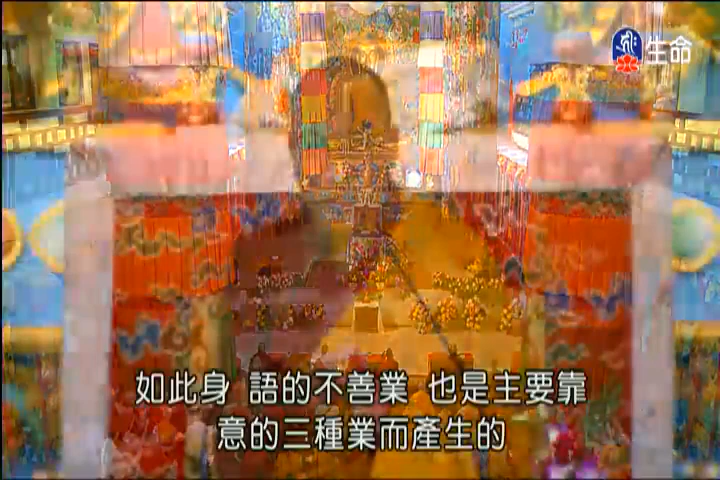 生命
如此身 語的不善業 也是主要靠
意的三種業而產生的